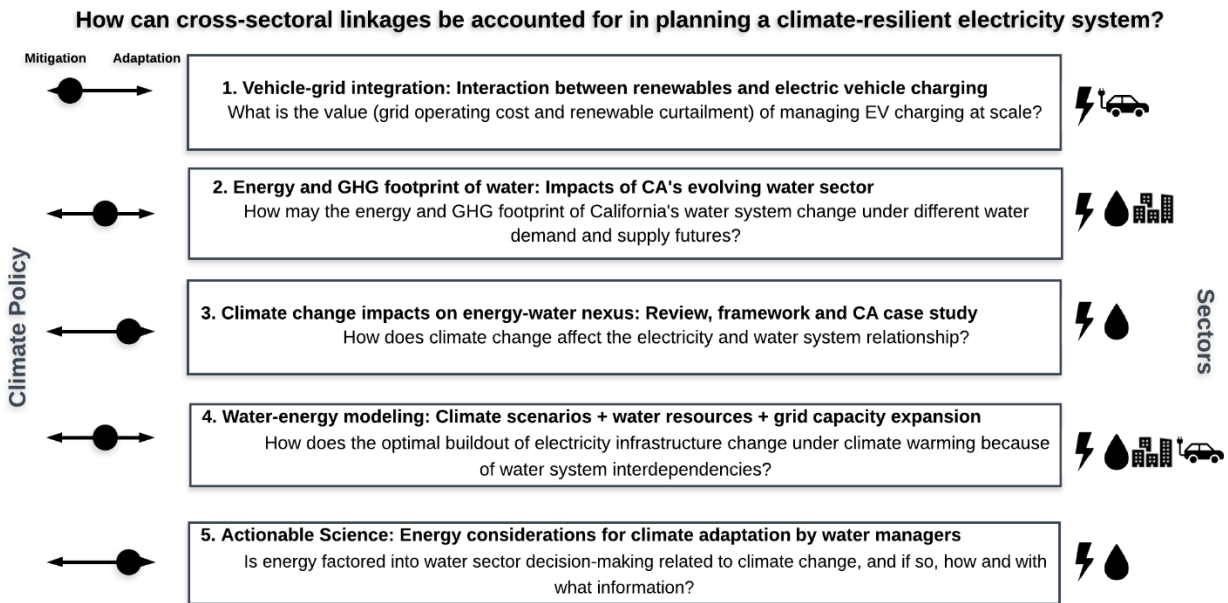 How can cross-sectoral linkages be accounted for in planning a climate-resilient electricity system?
Mitigation Adaptation
1. Vehicle-grid integration: Interaction between renewables and electric vehicle charging
What is the value (grid operating cost and renewable curtailment) of managing EV charging at scale?
2. Energy and GHG footprint of water: Impacts of CA's evolving water sector
How may the energy and GHG footprint of California's water system change under different water
demand and supply futures?
Climate Policy
3. Climate change impacts on energy-water nexus: Review, framework and CA case study
How does climate change affect the electricity and water system relationship?
Sectors
4. Water-energy modeling: Climate scenarios + water resources + grid capacity expansion
How does the optimal buildout of electricity infrastructure change under climate warming because
of water system interdependencies?
5. Actionable Science: Energy considerations for climate adaptation by water managers
Is energy factored into water sector decision-making related to climate change, and if so, how and with
what information?